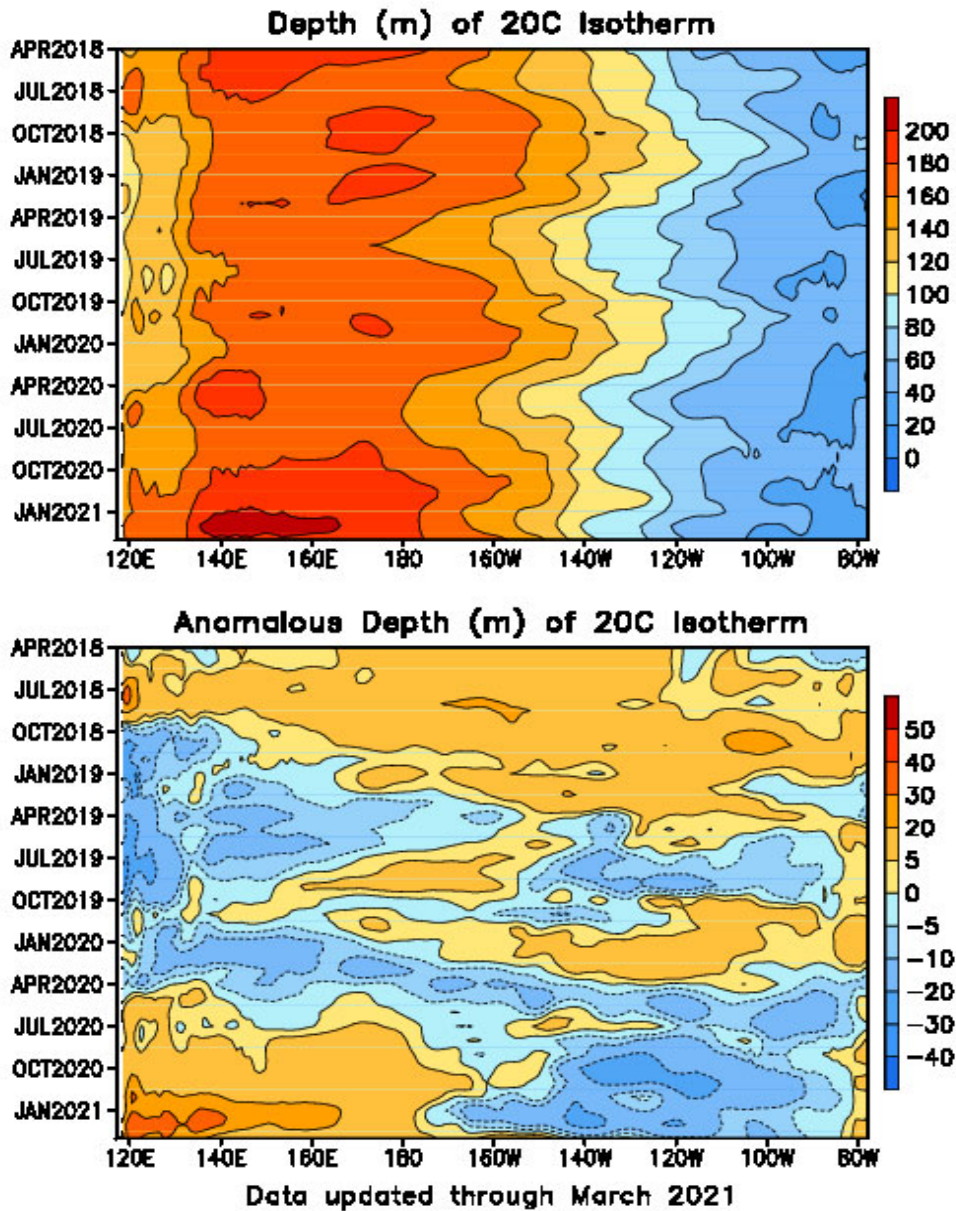 Depth (m) of 20C Isotherm
APR2018
JUL2018
OCT2018
JAN2019
APR2019
JUL2019
OCT2019
JAN2020
APR2020
JUL2020
OCT2020
JAN2021
120E 140E 160E 180 160W 140W 120W 100W 80W
200
180
160
140
120
100
80
60
40
20
0
Anomalous Depth (m) of 20C Isotherm
APR2018
JUL2018
OCT2018
JAN2019
APR2019
JUL2019
OCT2019
JAN2020
APR2020
JUL2020
OCT2020
JAN2021
120E 140E 160E 180 160W 140W 120W 100W 80W
50
40
30
20
5
0
-5
-10
-20
-30
-40
Data updated through March 2021